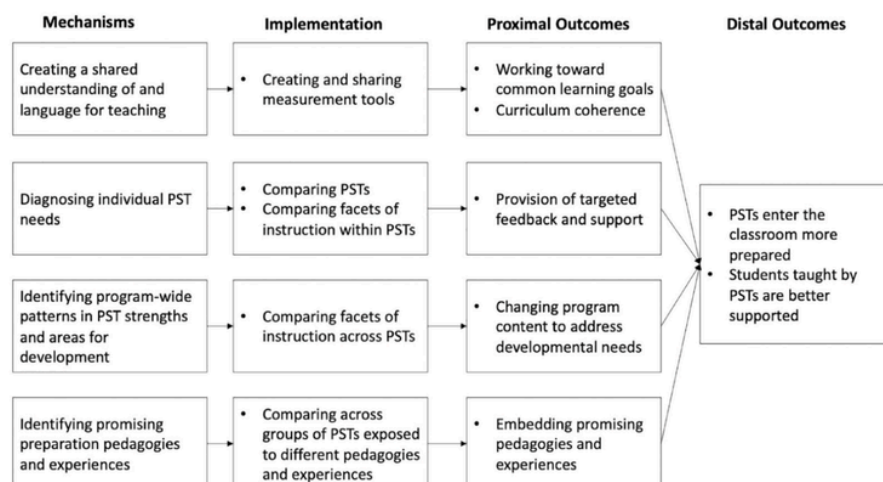 Mechanisms
Implementation
Proximal Outcomes
Distal Outcomes
Creating a shared
understanding of and
language for teaching
• Creating and sharing
measurement tools
• Working toward
common learning goals
• Curriculum coherence
Diagnosing individual PST
needs
• Comparing PSTs
• Comparing facets of
instruction within PSTs
• Provision of targeted
feedback and support
Identifying program-wide
patterns in PST strengths
and areas for
development
• Comparing facets of
instruction across PSTs
• Changing program
content to address
developmental needs
Identifying promising
preparation pedagogies
and experiences
• Comparing across
groups of PSTs exposed
to different pedagogies
and experiences
• Embedding promising
pedagogies and
experiences
• PSTs enter the
classroom more
prepared
• Students taught by
PSTs are better
supported